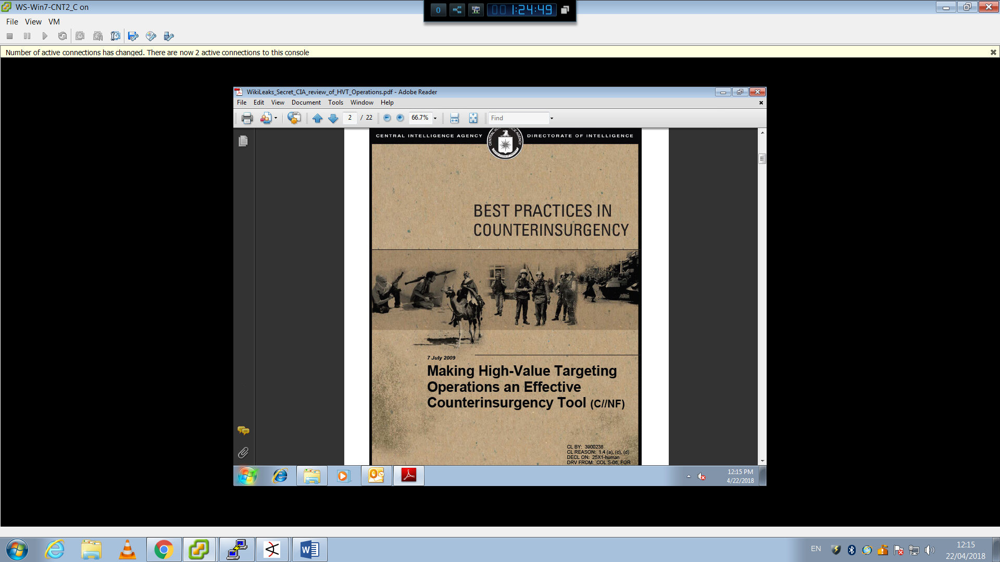 WS-Win7-CNT2_C on
0
00 1:24:49
File View VM
Number of active connections has changed. There are now 2 active connections to this console
WikiLeaks_Secret_CIA_review_of_HVT_Operations.pdf - Adobe Reader
File Edit View Document Tools Window Help
2 / 22 66.7% Find
CENTRAL INTELLIGENCE AGENCY DIRECTORATE OF INTELLIGENCE
BEST PRACTICES IN
COUNTERINSURGENCY
7 July 2009
Making High-Value Targeting
Operations an Effective
Counterinsurgency Tool (C//NF)
CL BY: 3900238
CL REASON: 1.4 (a), (c), (d)
DECL ON: 25X1-human
DRV FROM: COL S-06, FOR
12:15 PM
4/22/2018
EN
12:15
22/04/2018